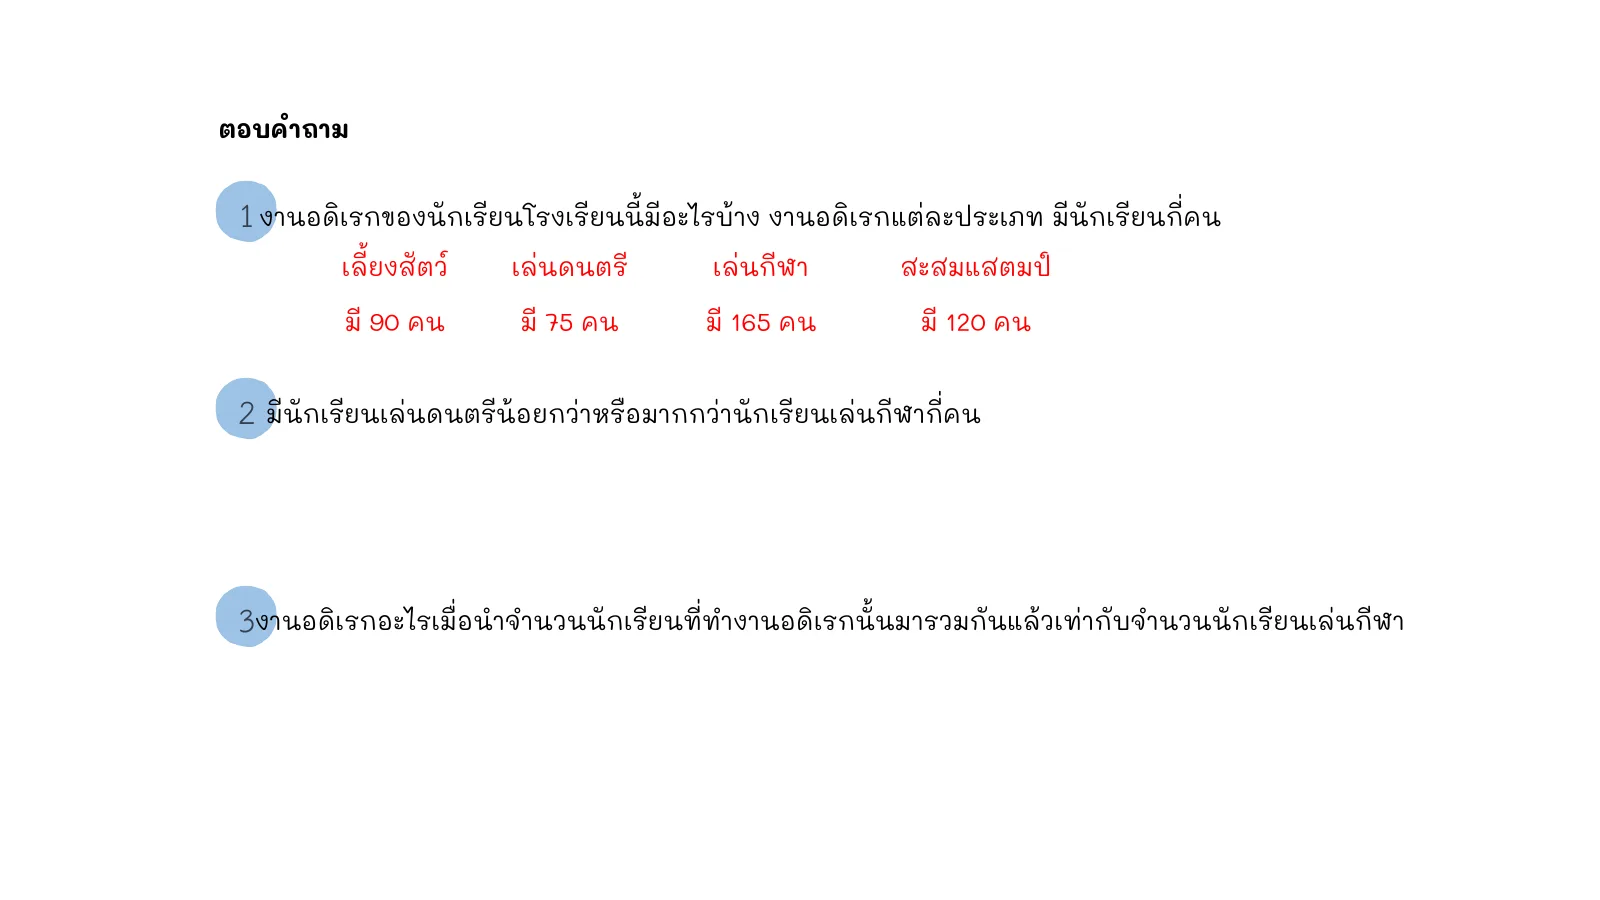 ตอบคำถาม
1 งานอดิเรกของนักเรียนโรงเรียนนี้มีอะไรบ้าง งานอดิเรกแต่ละประเภท มีนักเรียนกี่คน
เลี้ยงสัตว์ เล่นดนตรี เล่นกีฬา สะสมแสตมป์
มี 90 คน มี 75 คน มี 165 คน มี 120 คน
2 มีนักเรียนเล่นดนตรีน้อยกว่าหรือมากกว่านักเรียนเล่นกีฬากี่คน
3งานอดิเรกอะไรเมื่อนำจำนวนนักเรียนที่ทำงานอดิเรกนั้นมารวมกันแล้วเท่ากับจำนวนนักเรียนเล่นกีฬา